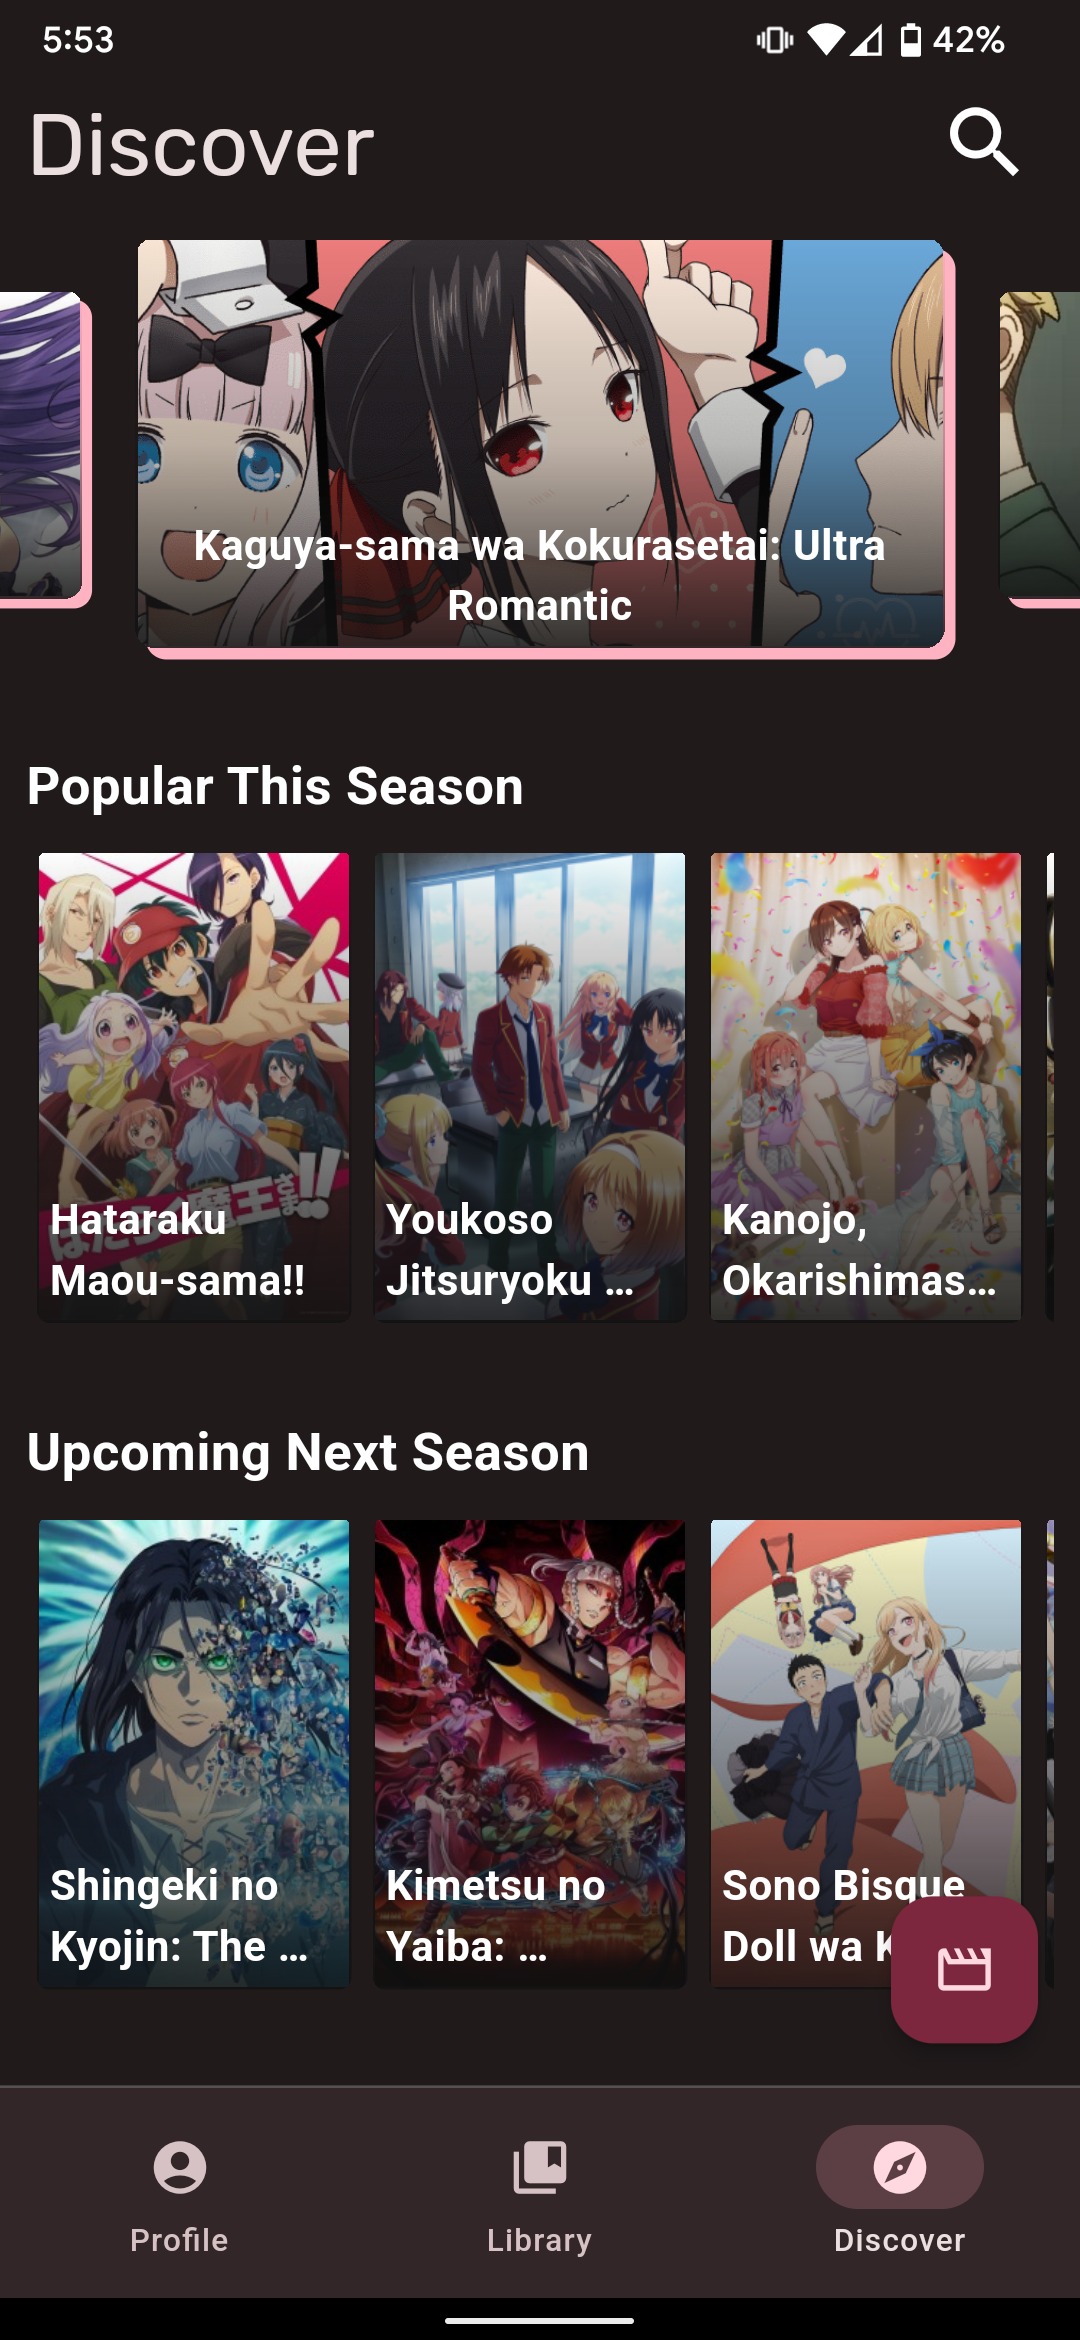 5:53
42%
Discover
Kaguya-sama wa Kokurasetai: Ultra
Romantic
Popular This Season
Hataraku
Maou-sama!!
Youkoso
Jitsuryoku ...
Kanojo,
Okarishimas...
Upcoming Next Season
Shingeki no
Kyojin: The ...
Kimetsu no
Yaiba: ...
Sono Bisque
Doll wa K
Profile
Library
Discover